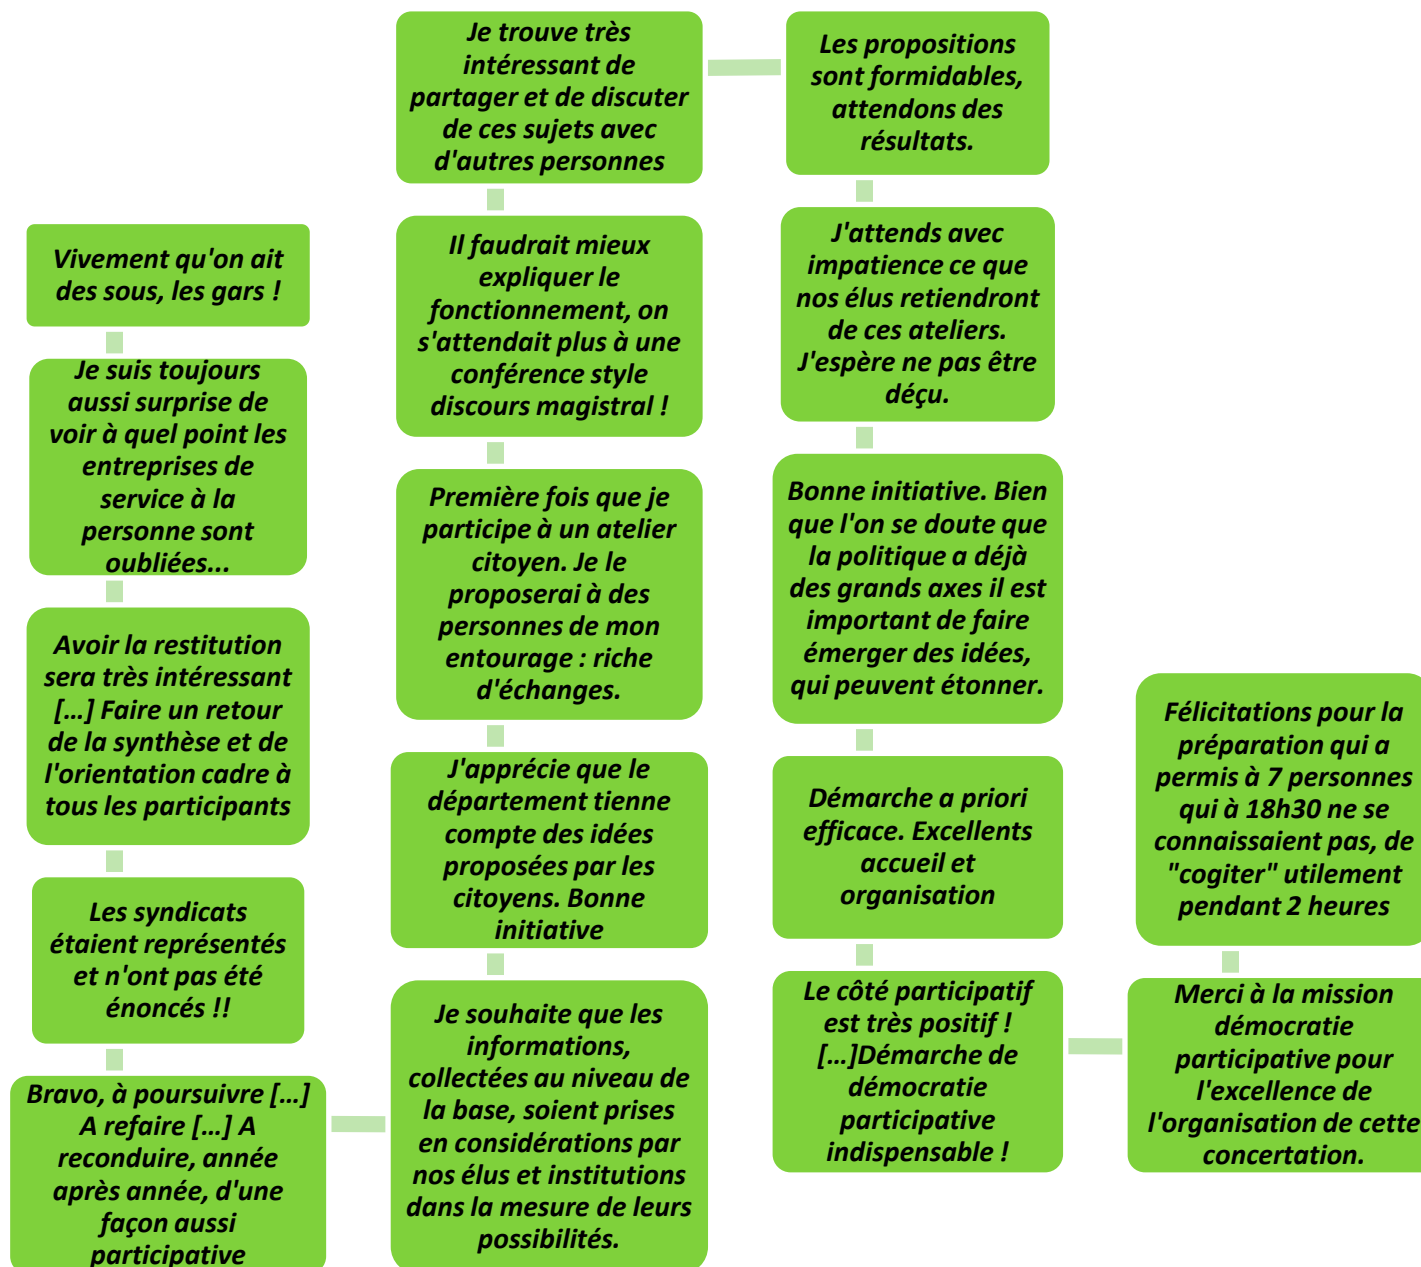 Vivement qu'on ait
des sous, les gars !
Je suis toujours
aussi surprise de
voir à quel point les
entreprises de
service à la
personne sont
oubliées...
Avoir la restitution
sera très intéressant
[...] Faire un retour
de la synthèse et de
l'orientation cadre à
tous les participants
Les syndicats
étaient représentés
et n'ont pas été
énoncés !!
Bravo, à poursuivre [...]
A refaire [...] A
reconduire, année
après année, d'une
façon aussi
participative
Je souhaite que les
informations,
collectées au niveau de
la base, soient prises
en considérations par
nos élus et institutions
dans la mesure de leurs
possibilités.
J'apprécie que le
département tienne
compte des idées
proposées par les
citoyens. Bonne
initiative
Première fois que je
participe à un atelier
citoyen. Je le
proposerai à des
personnes de mon
entourage : riche
d'échanges.
Il faudrait mieux
expliquer le
fonctionnement, on
s'attendait plus à une
conférence style
discours magistral !
Je trouve très
intéressant de
partager et de discuter
de ces sujets avec
d'autres personnes
Les propositions
sont formidables,
attendons des
résultats.
J'attends avec
impatience ce que
nos élus retiendront
de ces ateliers.
J'espère ne pas être
déçu.
Bonne initiative. Bien
que l'on se doute que
la politique a déjà
des grands axes il est
important de faire
émerger des idées,
qui peuvent étonner.
Démarche a priori
efficace. Excellents
accueil et
organisation
Le côté participatif
est très positif !
[...]Démarche de
démocratie
participative
indispensable !
Merci à la mission
démocratie
participative pour
l'excellence de
l'organisation de cette
concertation.
Félicitations pour la
préparation qui a
permis à 7 personnes
qui à 18h30 ne se
connaissaient pas, de
"cogiter" utilement
pendant 2 heures